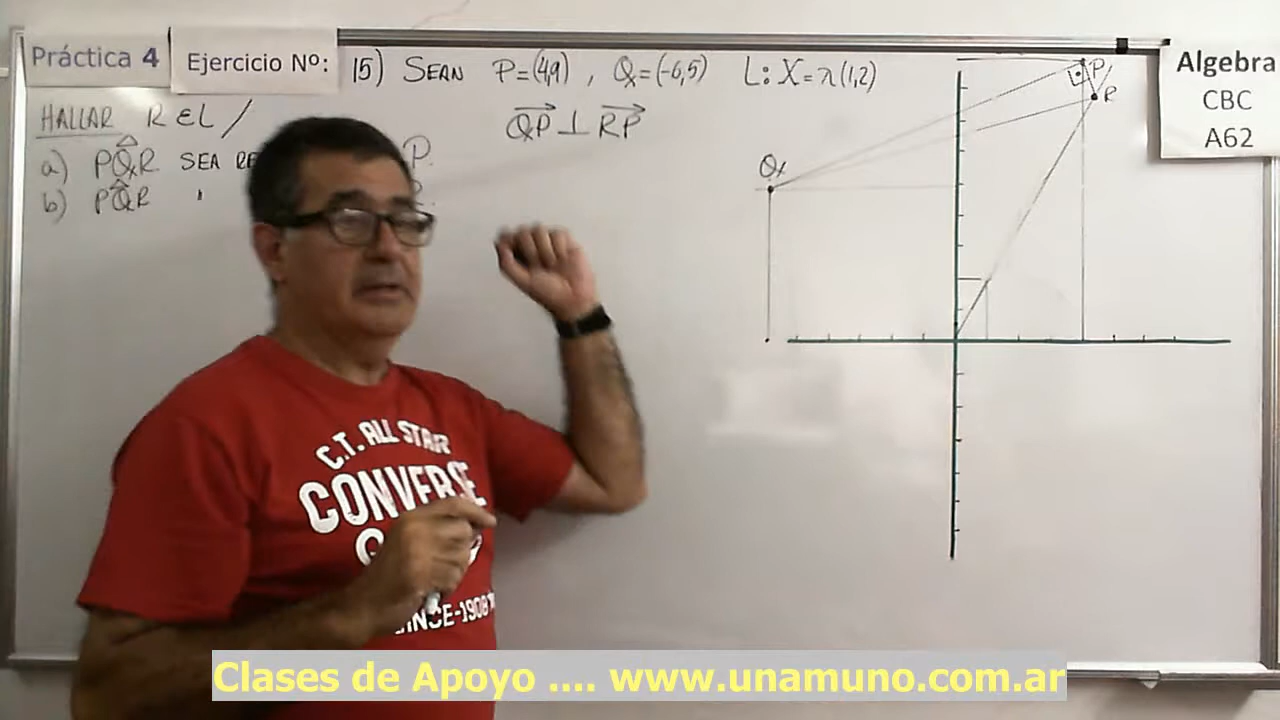 Práctica 4
Ejercicio Nº: 15) SEAN P=(4,9) , Q=(-6,5) L: X=λ(1,2)
HALLAR R ∈ L /
QP ⊥ RP
a) PQR SEA RE P.
b) PQR "
Q
P
R
Algebra
CBC
A62
C.T. ALL STAR
CONVERSE
SINCE-1908
Clases de Apoyo .... www.unamuno.com.ar